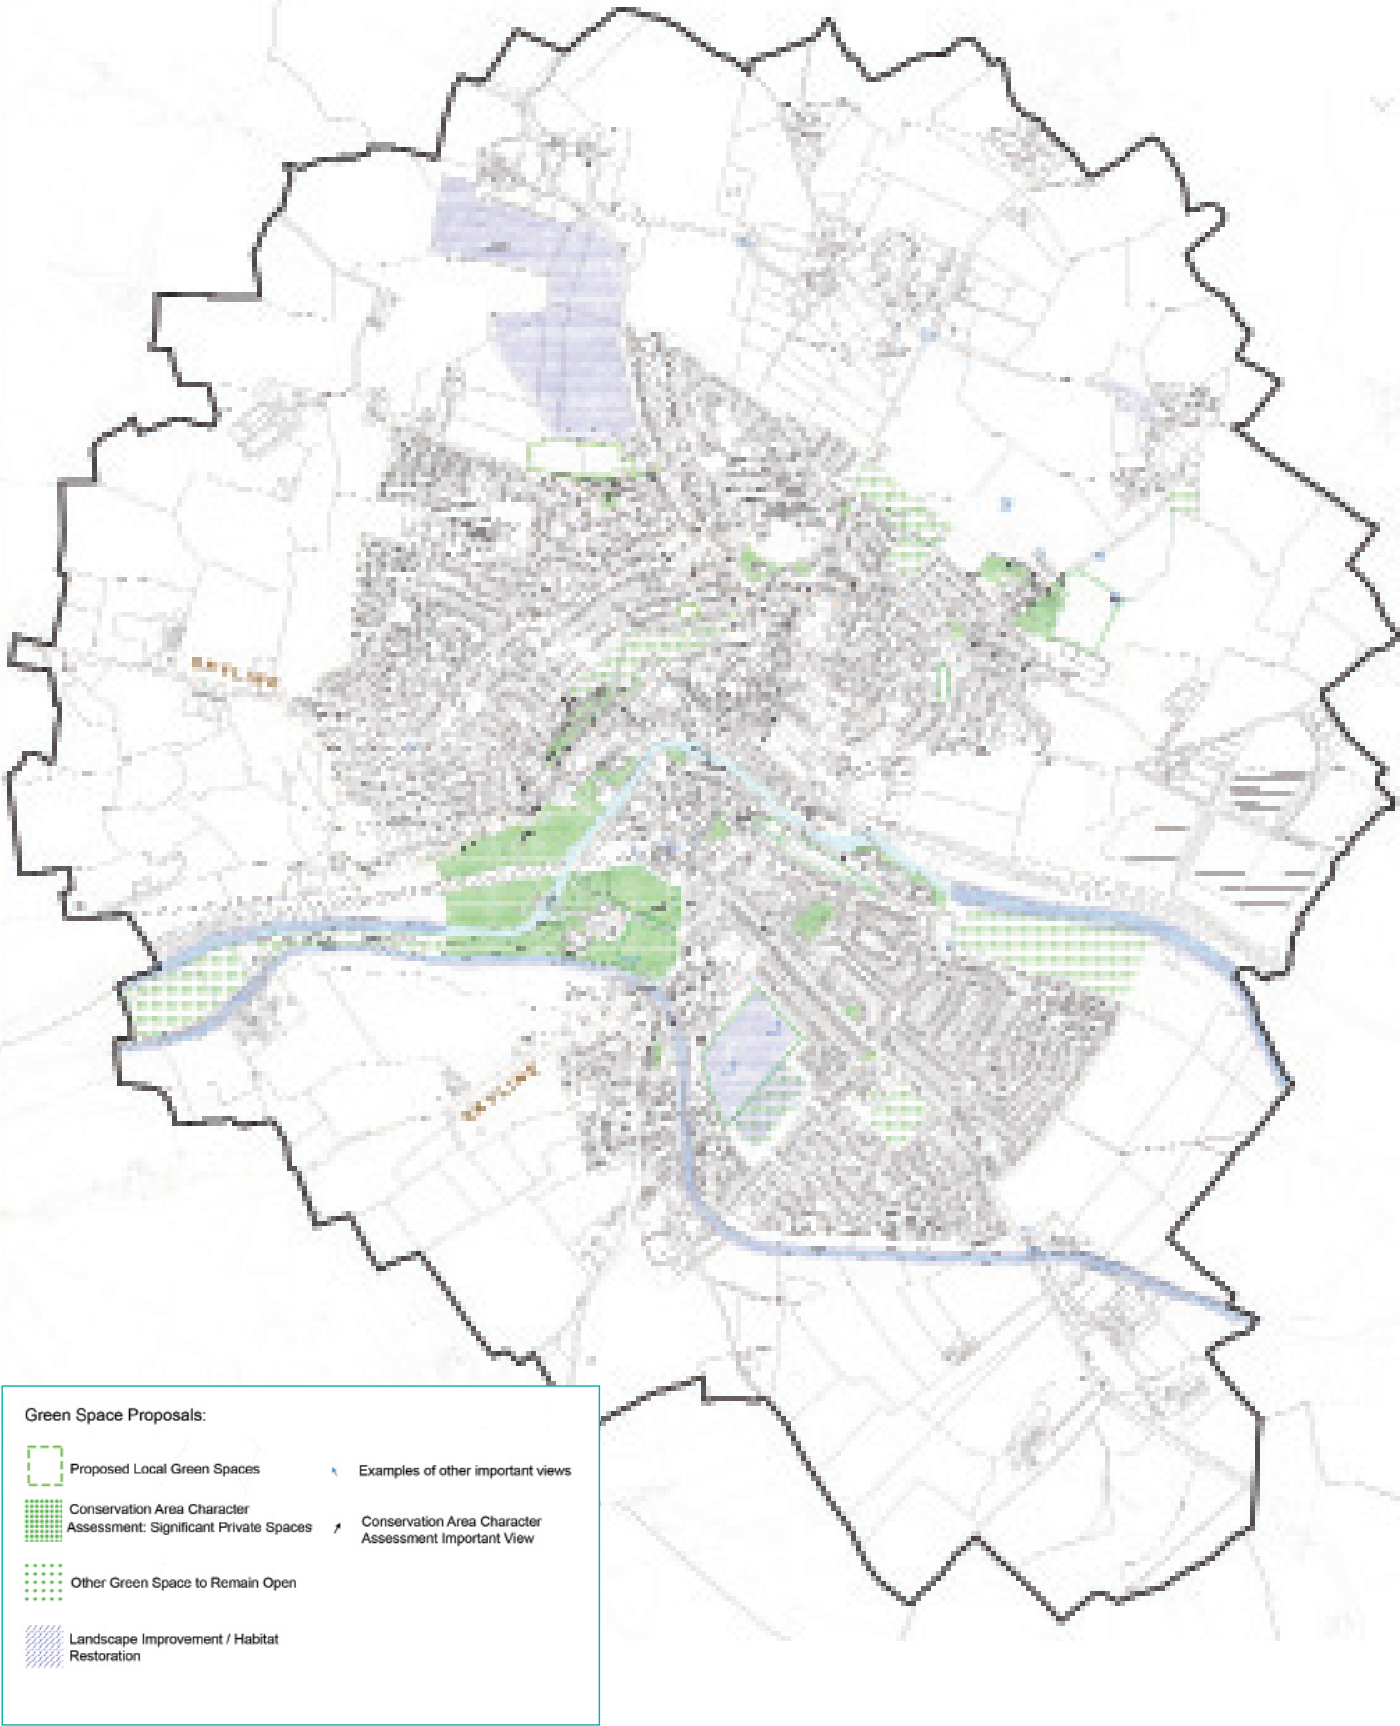 SKYLINE
SKYLINE
Green Space Proposals:
Proposed Local Green Spaces
Conservation Area Character
Assessment: Significant Private Spaces
Other Green Space to Remain Open
Landscape Improvement / Habitat
Restoration
Examples of other important views
Conservation Area Character
Assessment Important View